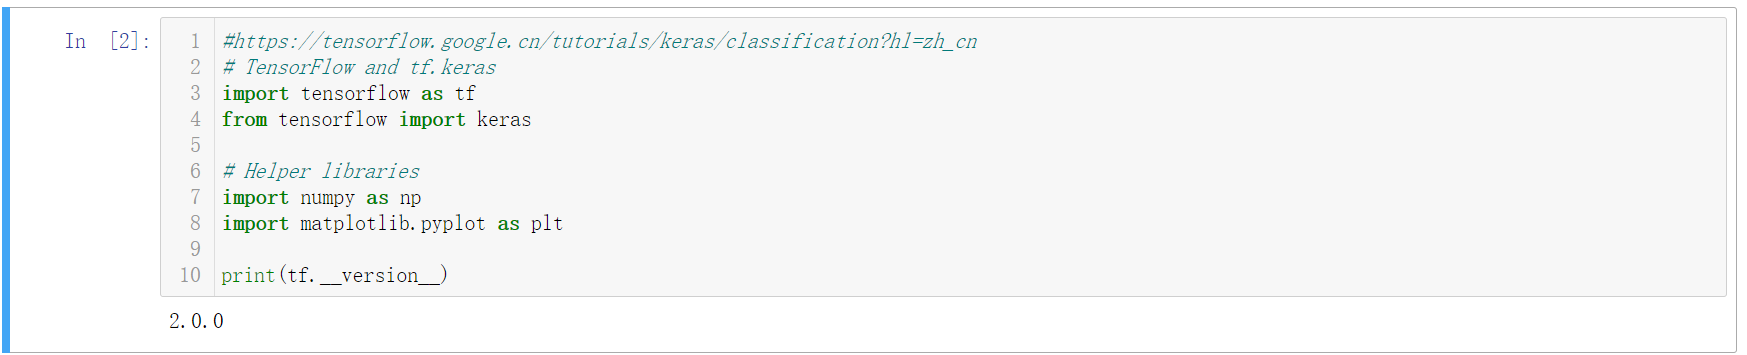 In [2]:
1 #https://tensorflow.google.cn/tutorials/keras/classification?hl=zh_cn
2 # TensorFlow and tf.keras
3 import tensorflow as tf
4 from tensorflow import keras
5
6 # Helper libraries
7 import numpy as np
8 import matplotlib.pyplot as plt
9
10 print(tf.__version__)
2.0.0